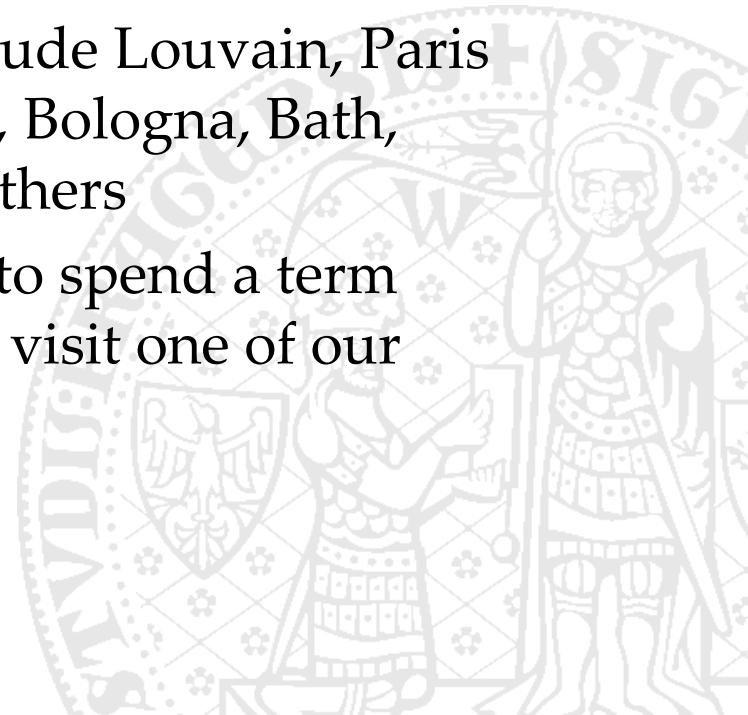 ude Louvain, Paris
, Bologna, Bath,
thers
to spend a term
visit one of our
W